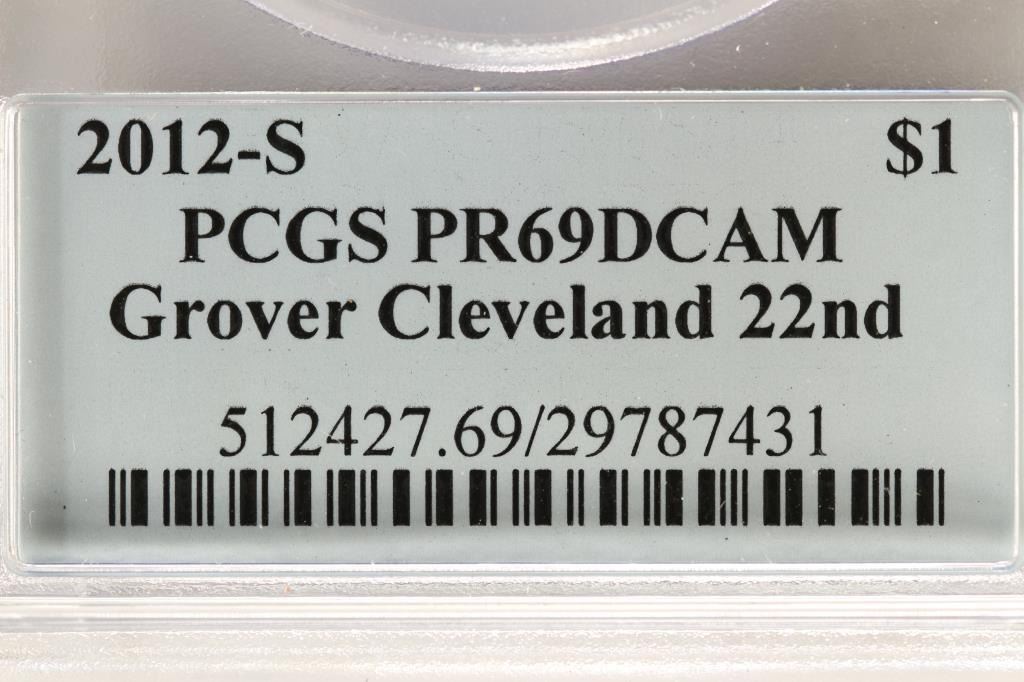 2012-S $1
PCGS PR69DCAM
Grover Cleveland 22nd
512427.69/29787431